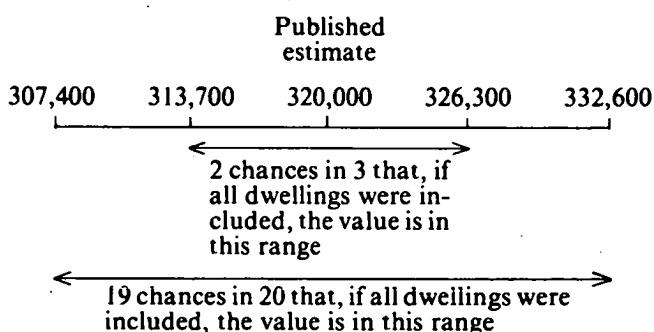 Published
estimate
307,400 313,700 320,000 326,300 332,600
2 chances in 3 that, if
all dwellings were in-
cluded, the value is in
this range
19 chances in 20 that, if all dwellings were
included, the value is in this range